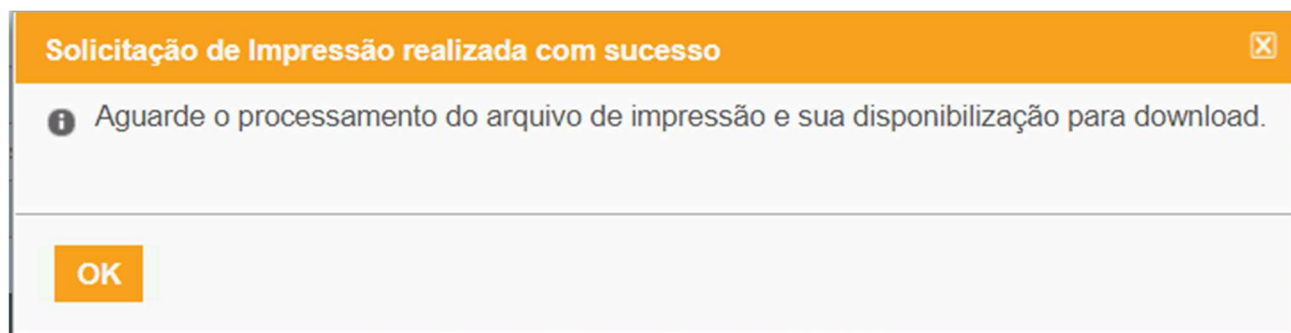 Solicitação de Impressão realizada com sucesso
Aguarde o processamento do arquivo de impressão e sua disponibilização para download.
OK